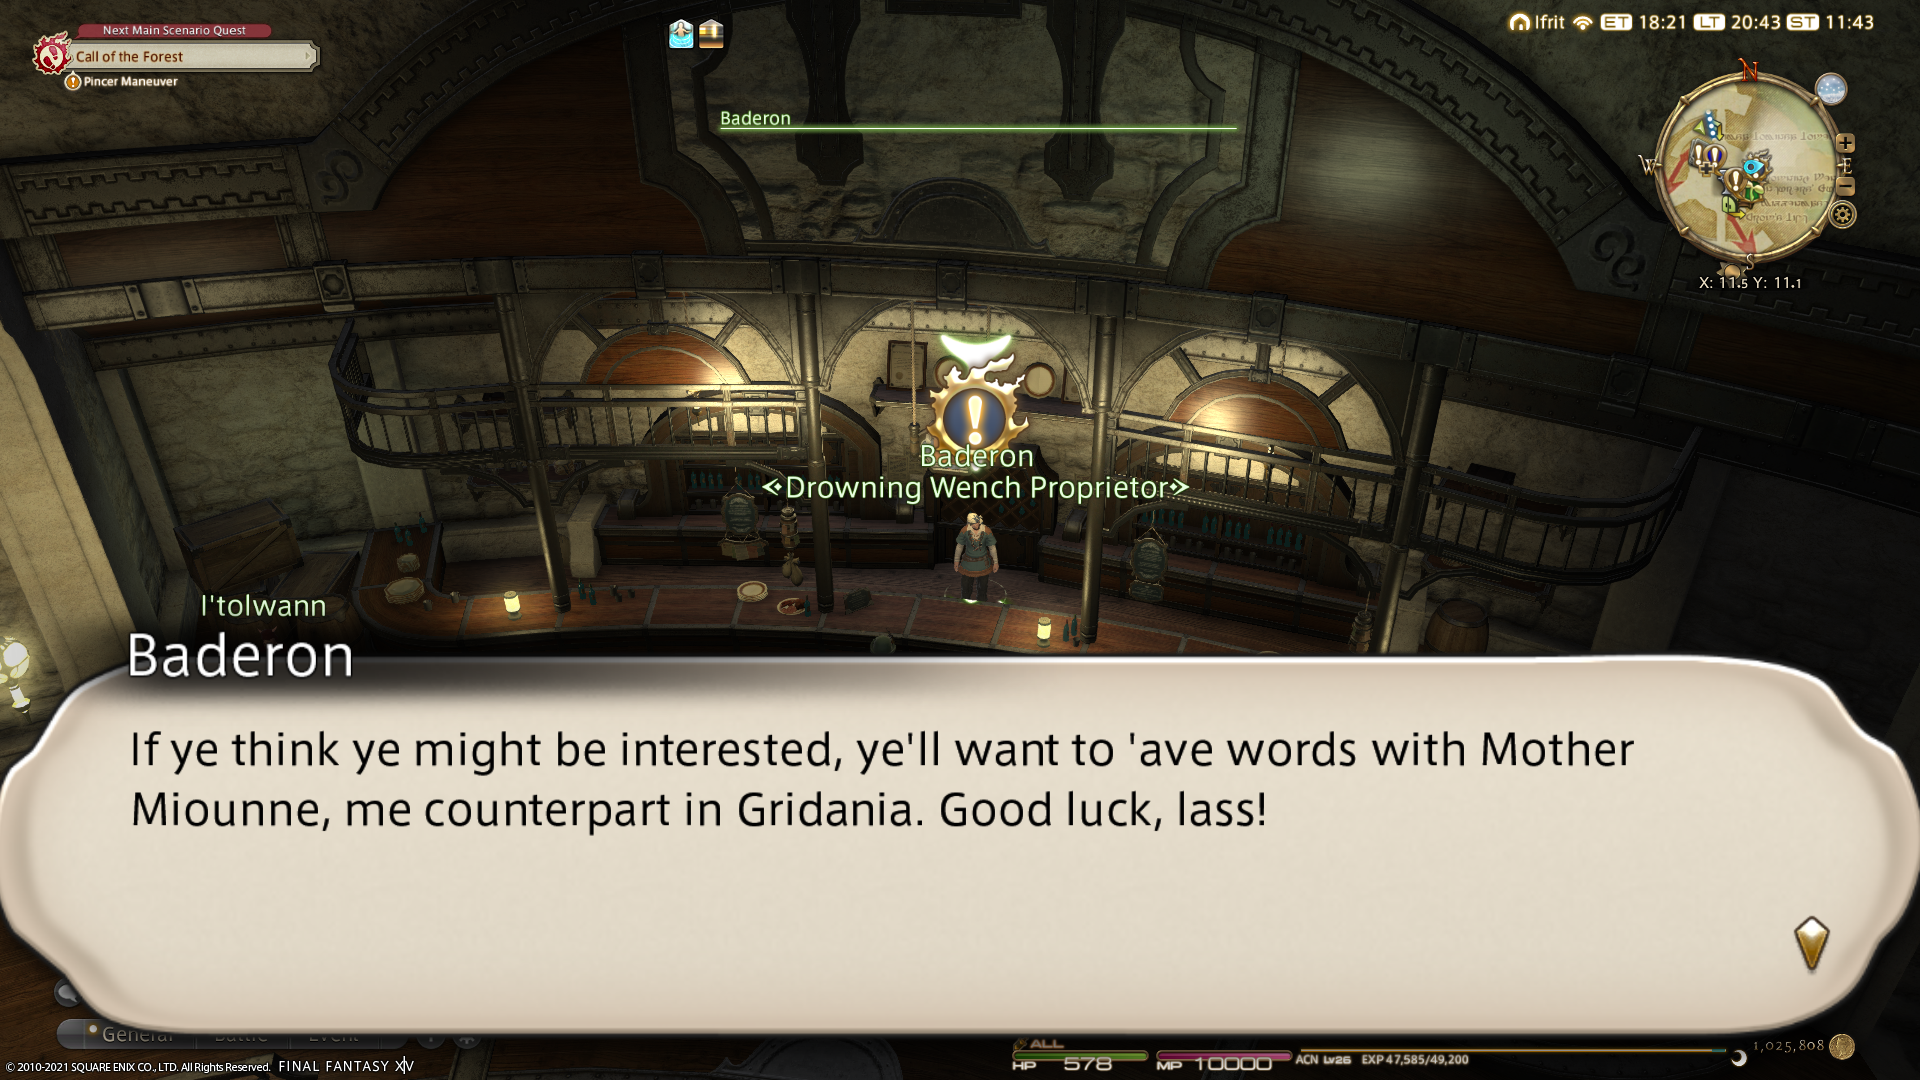 Next Main Scenario Quest
Call of the Forest
Pincer Maneuver
Ifrit ET 18:21 LT 20:43 ST 11:43
N
W
E
S
X: 11.5 Y: 11.1
Baderon
Baderon
Drowning Wench Proprietor
I'tolwann
Baderon
If ye think ye might be interested, ye'll want to 'ave words with Mother
Miounne, me counterpart in Gridania. Good luck, lass!
General Battle Event
ALL
HP 578 MP 10000 ACN Lv26 EXP 47,585/49,200
1,025,808
© 2010-2021 SQUARE ENIX CO., LTD. All Rights Reserved. FINAL FANTASY XIV